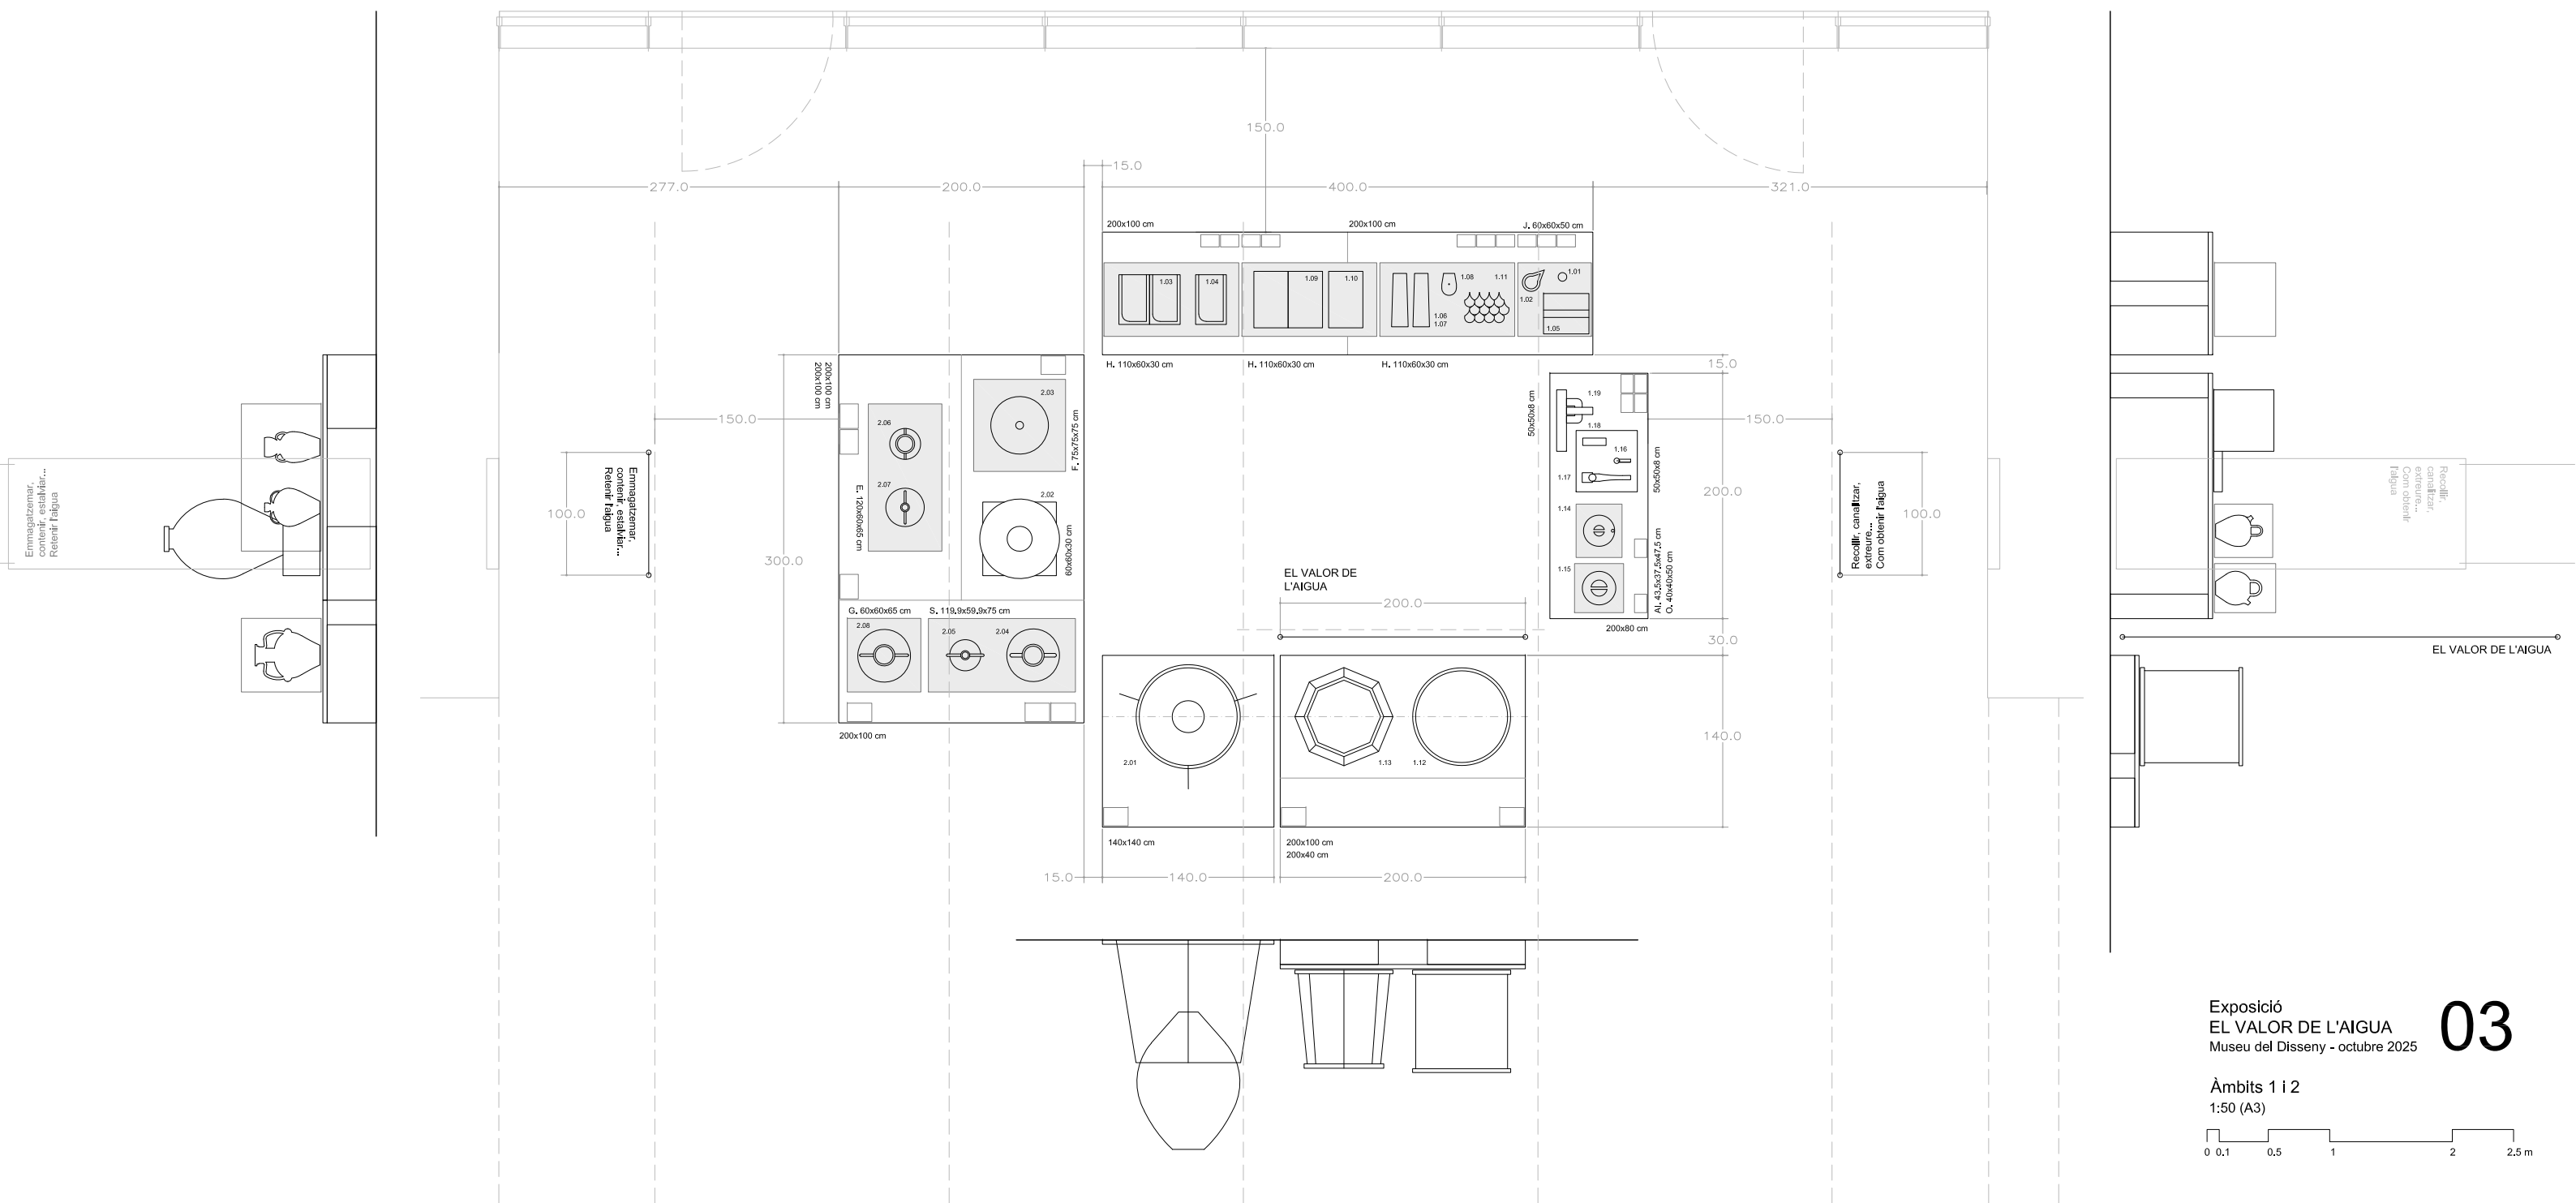 150.0
15.0
277.0
200.0
400.0
321.0
200x100 cm
200x100 cm
J. 60x60x50 cm
1.03
1.04
1.09
1.10
1.08
1.11
1.06
1.07
1.01
1.02
1.05
H. 110x60x30 cm
H. 110x60x30 cm
H. 110x60x30 cm
15.0
200x100 cm
200x100 cm
150.0
2.06
2.07
E. 120x60x65 cm
2.03
F. 75x75x75 cm
2.02
60x60x30 cm
300.0
G. 60x60x65 cm
S. 119.9x59.9x75 cm
2.08
2.05
2.04
200x100 cm
Emmagatzemar,
contenir, estalviar...
Retenir l'aigua
100.0
Emmagatzemar,
contenir, estalviar...
Retenir l'aigua
50x50x8 cm
1.19
1.18
1.16
1.17
50x50x8 cm
1.14
1.15
AI. 43.5x37.5x47.5 cm
O. 40x40x50 cm
200x80 cm
200.0
150.0
30.0
Recollir, canalitzar,
extreure...
Com obtenir l'aigua
100.0
Recollir,
canalitzar,
extreure...
Com obtenir
l'aigua
EL VALOR DE
L'AIGUA
200.0
EL VALOR DE L'AIGUA
2.01
1.13
1.12
140.0
140x140 cm
200x100 cm
200x40 cm
15.0
140.0
200.0
Exposició
EL VALOR DE L'AIGUA
Museu del Disseny - octubre 2025
03
Àmbits 1 i 2
1:50 (A3)
0 0.1 0.5 1 2 2.5 m